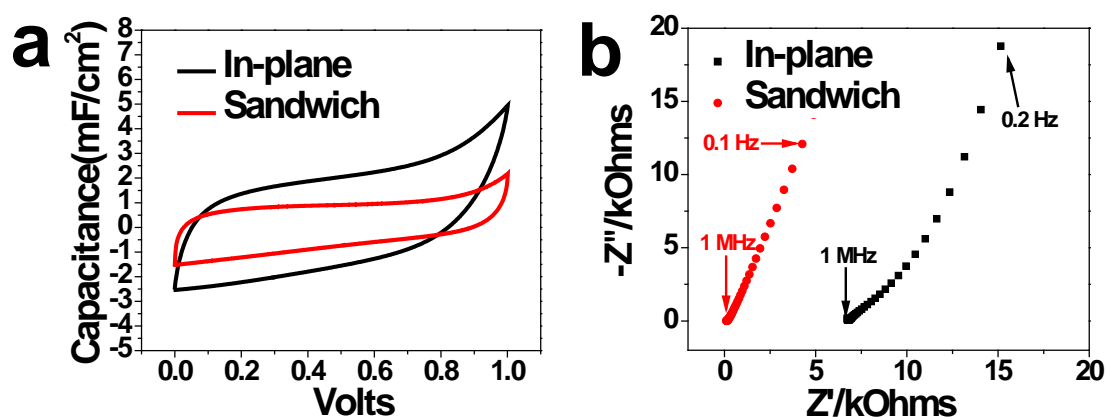 a
In-plane
Sandwich
Capacitance(mF/cm²)
8
7
6
5
4
3
2
1
0
-1
-2
-3
-4
-5
0.0 0.2 0.4 0.6 0.8 1.0
Volts
b
In-plane
Sandwich
0.1 Hz
0.2 Hz
1 MHz
1 MHz
-Z''/kOhms
20
15
10
5
0
0 5 10 15 20
Z'/kOhms